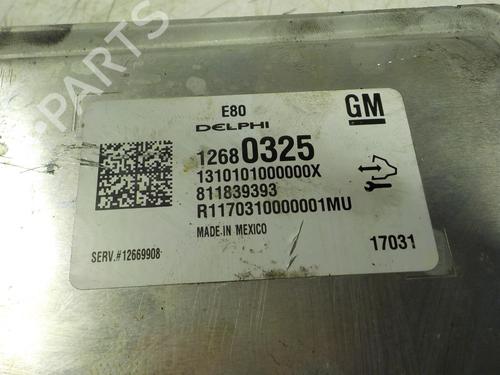 B-PARTS
E80
DELPHI
GM
12680325
1310101000000X
811839393
R1170310000001MU
MADE IN MEXICO
SERV.#12669908
17031